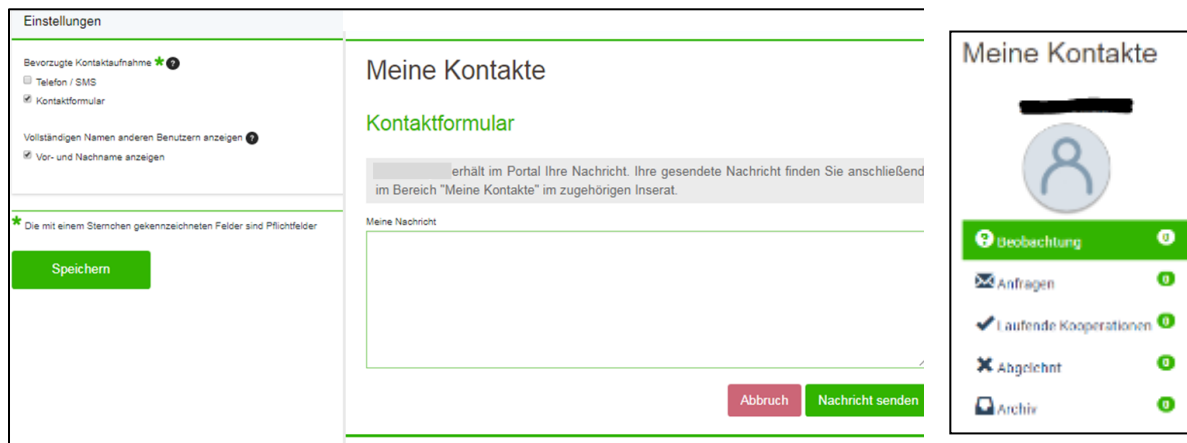 Einstellungen
Bevorzugte Kontaktaufnahme * ?
Telefon / SMS
Kontaktformular
Vollständigen Namen anderen Benutzern anzeigen ?
Vor- und Nachname anzeigen
* Die mit einem Sternchen gekennzeichneten Felder sind Pflichtfelder
Speichern
Meine Kontakte
Kontaktformular
erhält im Portal Ihre Nachricht. Ihre gesendete Nachricht finden Sie anschließend
im Bereich "Meine Kontakte" im zugehörigen Inserat.
Meine Nachricht
Abbruch Nachricht senden
Meine Kontakte
? Beobachtung 0
Anfragen 0
Laufende Kooperationen 0
Abgelehnt 0
Archiv 0